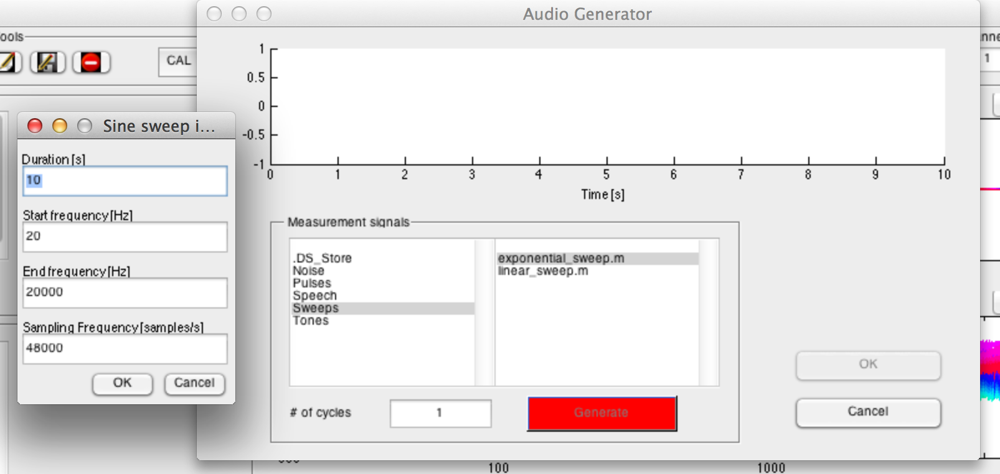 Audio Generator
ools
CAL
1
0.5
0
-0.5
-1
0 1 2 3 4 5 6 7 8 9 10
Time [s]
1
Sine sweep i...
Duration [s]
10
Start frequency [Hz]
20
End frequency [Hz]
20000
Sampling Frequency [samples/s]
48000
OK Cancel
Measurement signals
.DS_Store
Noise
Pulses
Speech
Sweeps
Tones
exponential_sweep.m
linear_sweep.m
# of cycles 1 Generate
OK
Cancel
100 1000